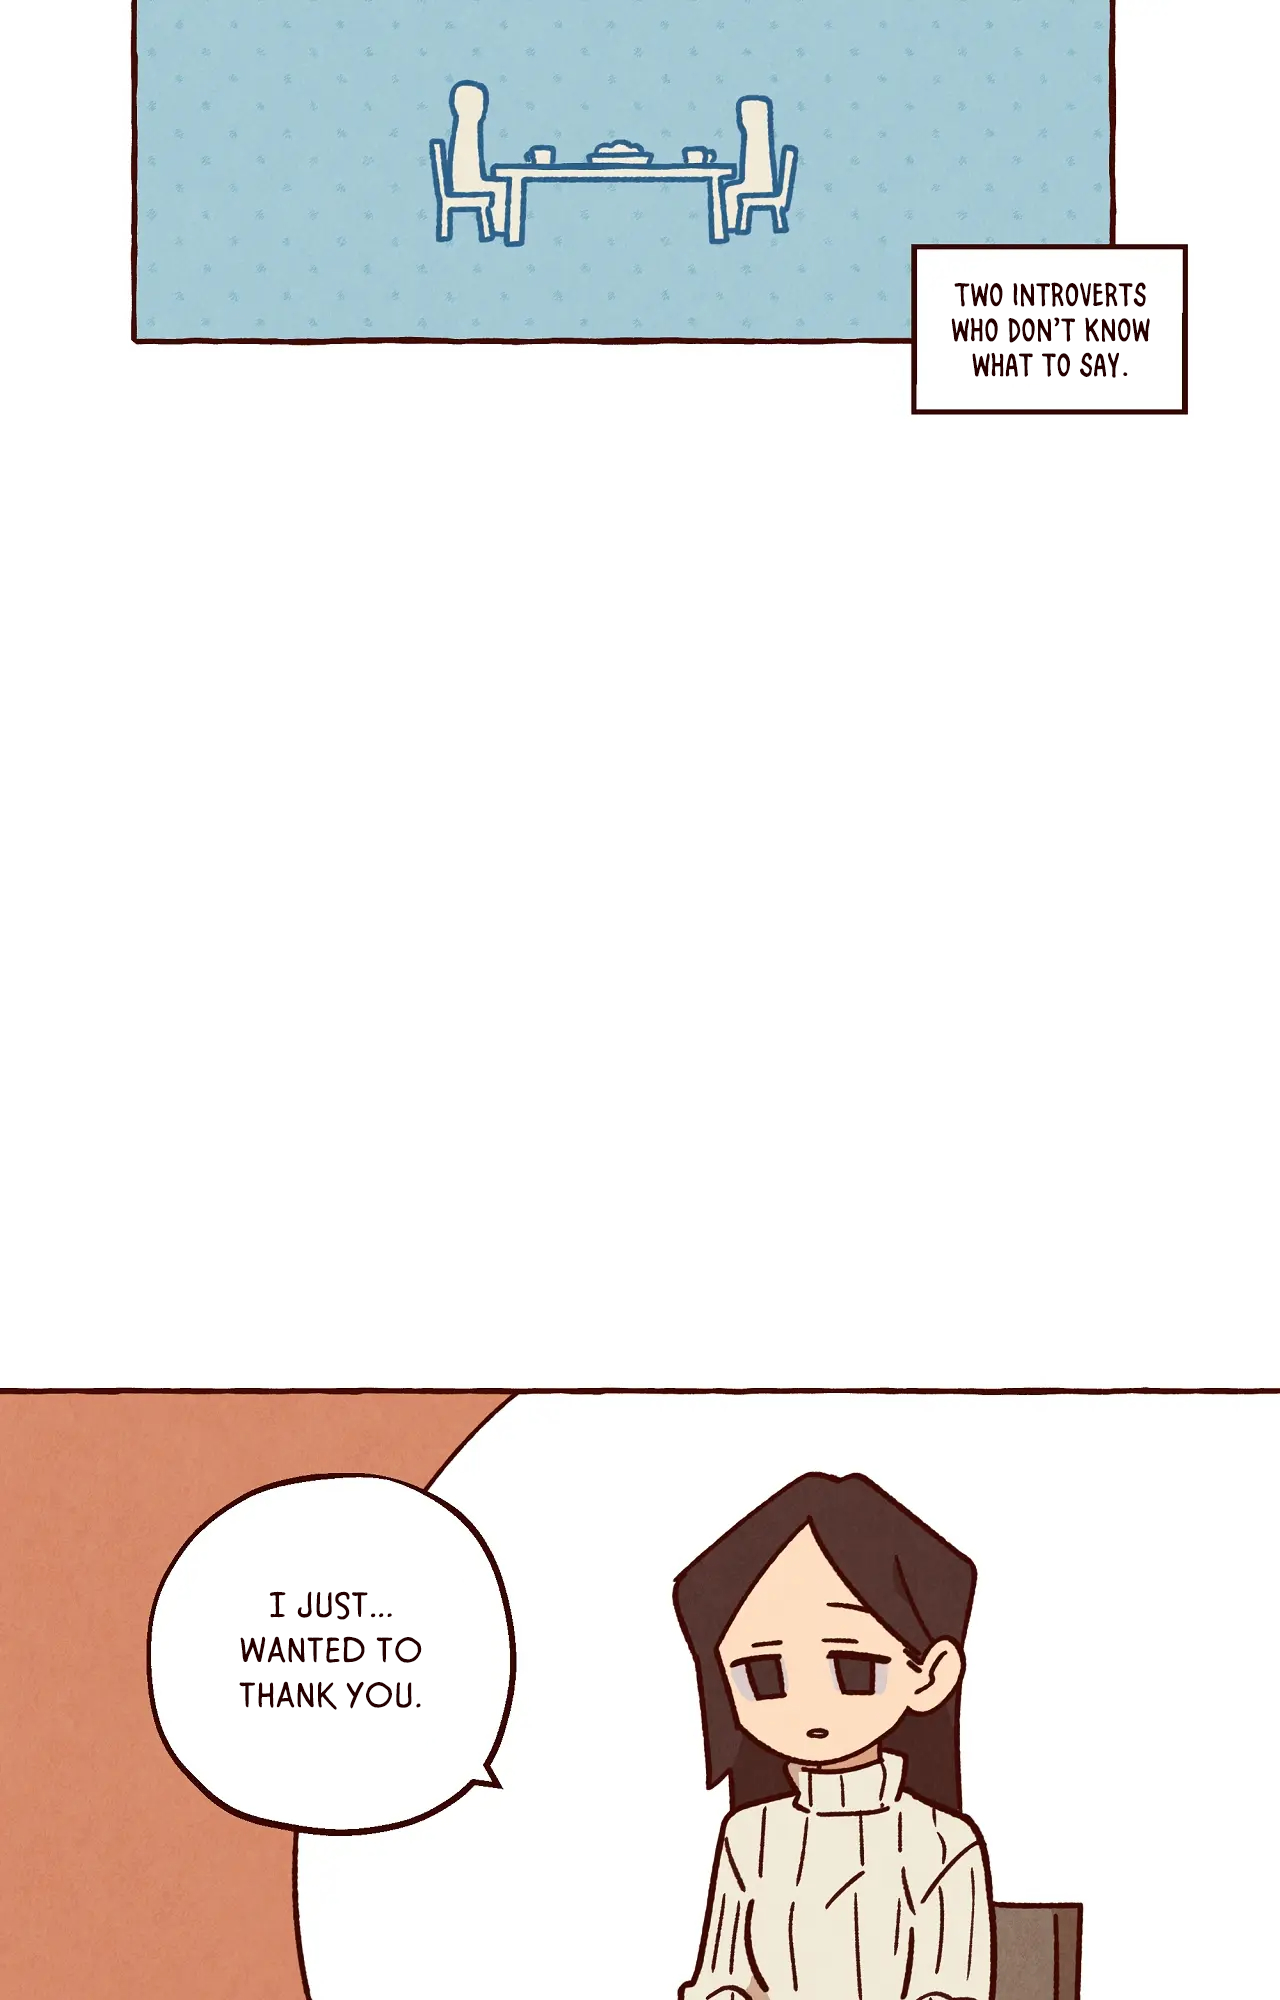 TWO INTROVERTS
WHO DON'T KNOW
WHAT TO SAY.
I JUST...
WANTED TO
THANK YOU.